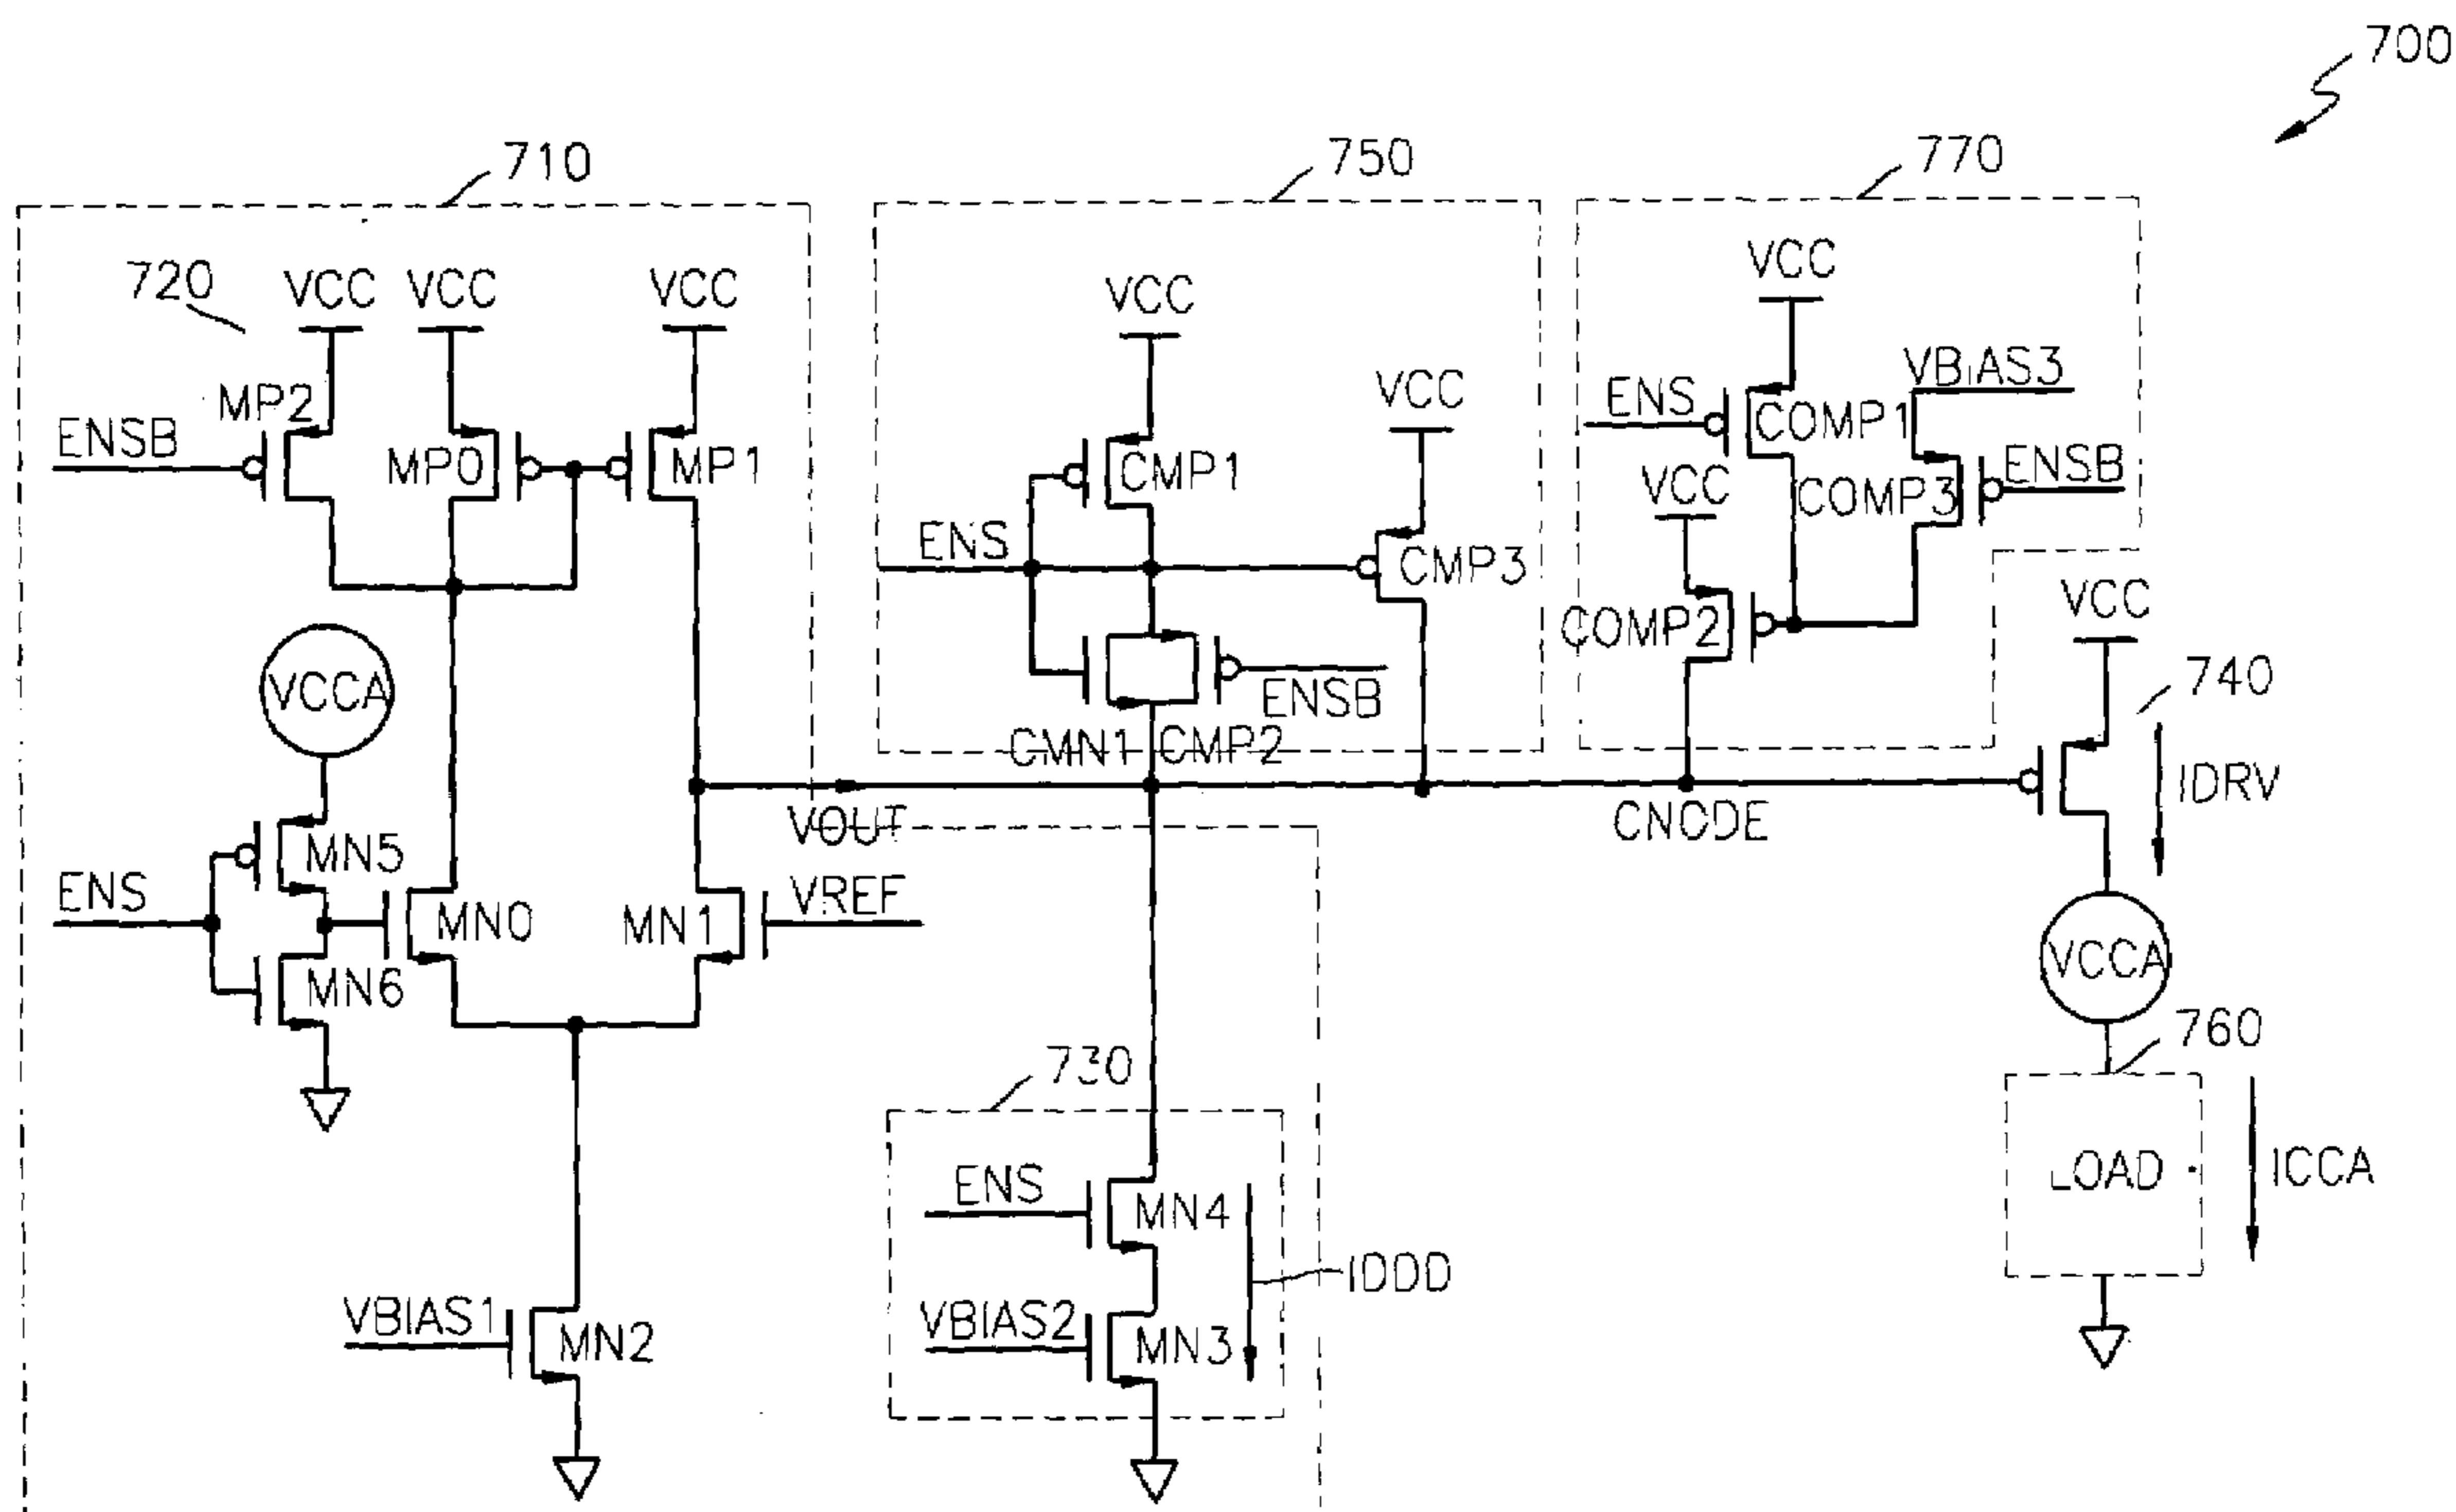 700
710
750
770
720
VCC
VCC
VCC
VCC
VCC
VCC
MP2
ENSB
MP0
MP1
CMP1
ENS
CMP3
ENS
COMP1
VBIAS3
VCC
COMP3
ENSB
COMP2
VCC
740
VCCA
ENSB
CMN1
CMP2
IDRV
VOUT
CNODE
MN5
ENS
MN0
MN1
VREF
MN6
VCCA
760
730
ENS
MN4
LOAD
ICCA
IDDD
VBIAS1
MN2
VBIAS2
MN3